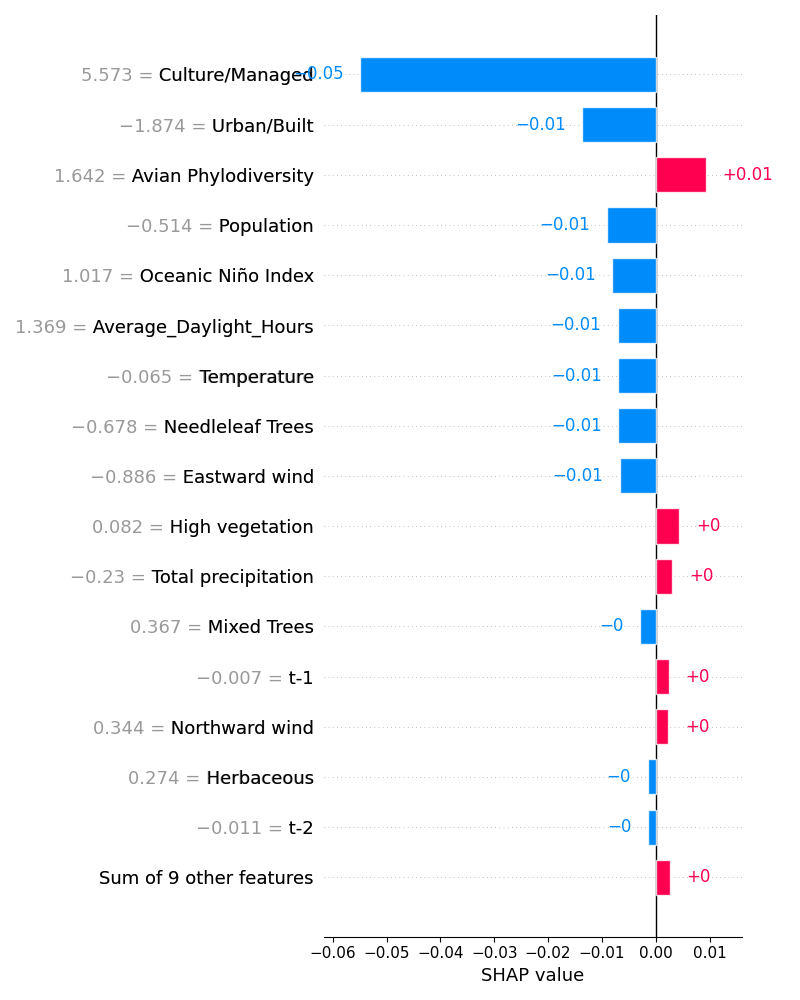 5.573 = Culture/Managed −0.05
−1.874 = Urban/Built −0.01
1.642 = Avian Phylodiversity +0.01
−0.514 = Population −0.01
1.017 = Oceanic Niño Index −0.01
1.369 = Average_Daylight_Hours −0.01
−0.065 = Temperature −0.01
−0.678 = Needleleaf Trees −0.01
−0.886 = Eastward wind −0.01
0.082 = High vegetation +0
−0.23 = Total precipitation +0
0.367 = Mixed Trees −0
−0.007 = t-1 +0
0.344 = Northward wind +0
0.274 = Herbaceous −0
−0.011 = t-2 −0
Sum of 9 other features +0
−0.06 −0.05 −0.04 −0.03 −0.02 −0.01 0.00 0.01
SHAP value